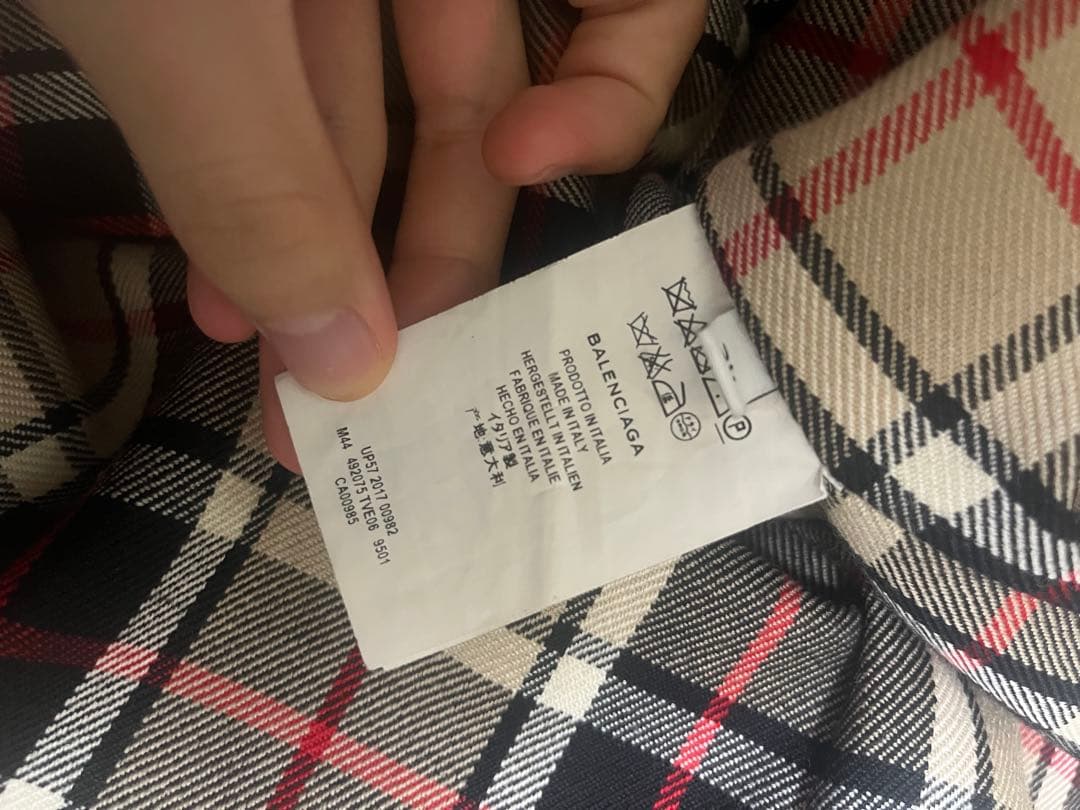 P
BALENCIAGA
PRODOTTO IN ITALIA
MADE IN ITALY
HERGESTELLT IN ITALIEN
FABRIQUE EN ITALIE
HECHO EN ITALIA
イタリア製
地:意大利
UP57 2017 00982
M44 492075 TVE06 9501
CA00985